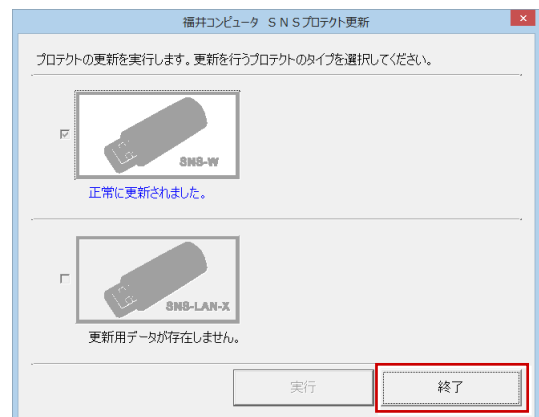 福井コンピュータ　ＳＮＳプロテクト更新
プロテクトの更新を実行します。更新を行うプロテクトのタイプを選択してください。
SNS-W
正常に更新されました。
SNS-LAN-X
更新用データが存在しません。
実行
終了